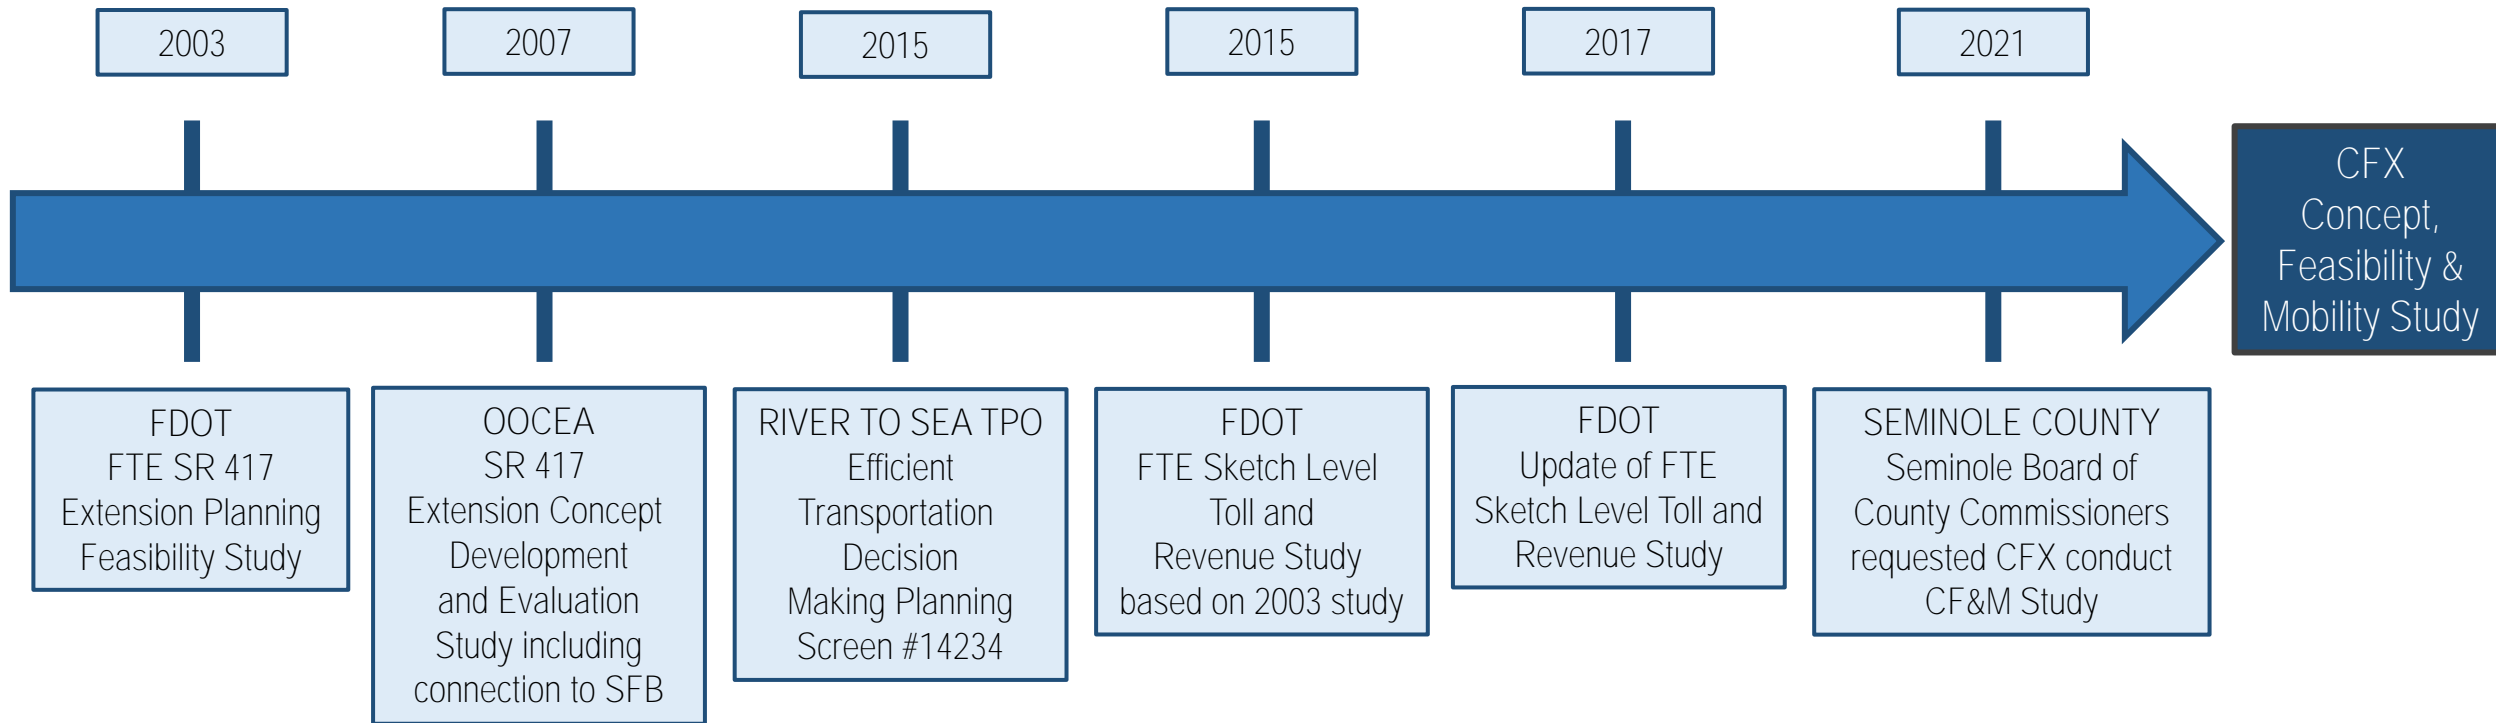 2003
2007
2015
2015
2017
2021
CFX
Concept,
Feasibility &
Mobility Study
FDOT
FTE SR 417
Extension Planning
Feasibility Study
OOCEA
SR 417
Extension Concept
Development
and Evaluation
Study including
connection to SFB
RIVER TO SEA TPO
Efficient
Transportation
Decision
Making Planning
Screen #14234
FDOT
FTE Sketch Level
Toll and
Revenue Study
based on 2003 study
FDOT
Update of FTE
Sketch Level Toll and
Revenue Study
SEMINOLE COUNTY
Seminole Board of
County Commissioners
requested CFX conduct
CF&M Study